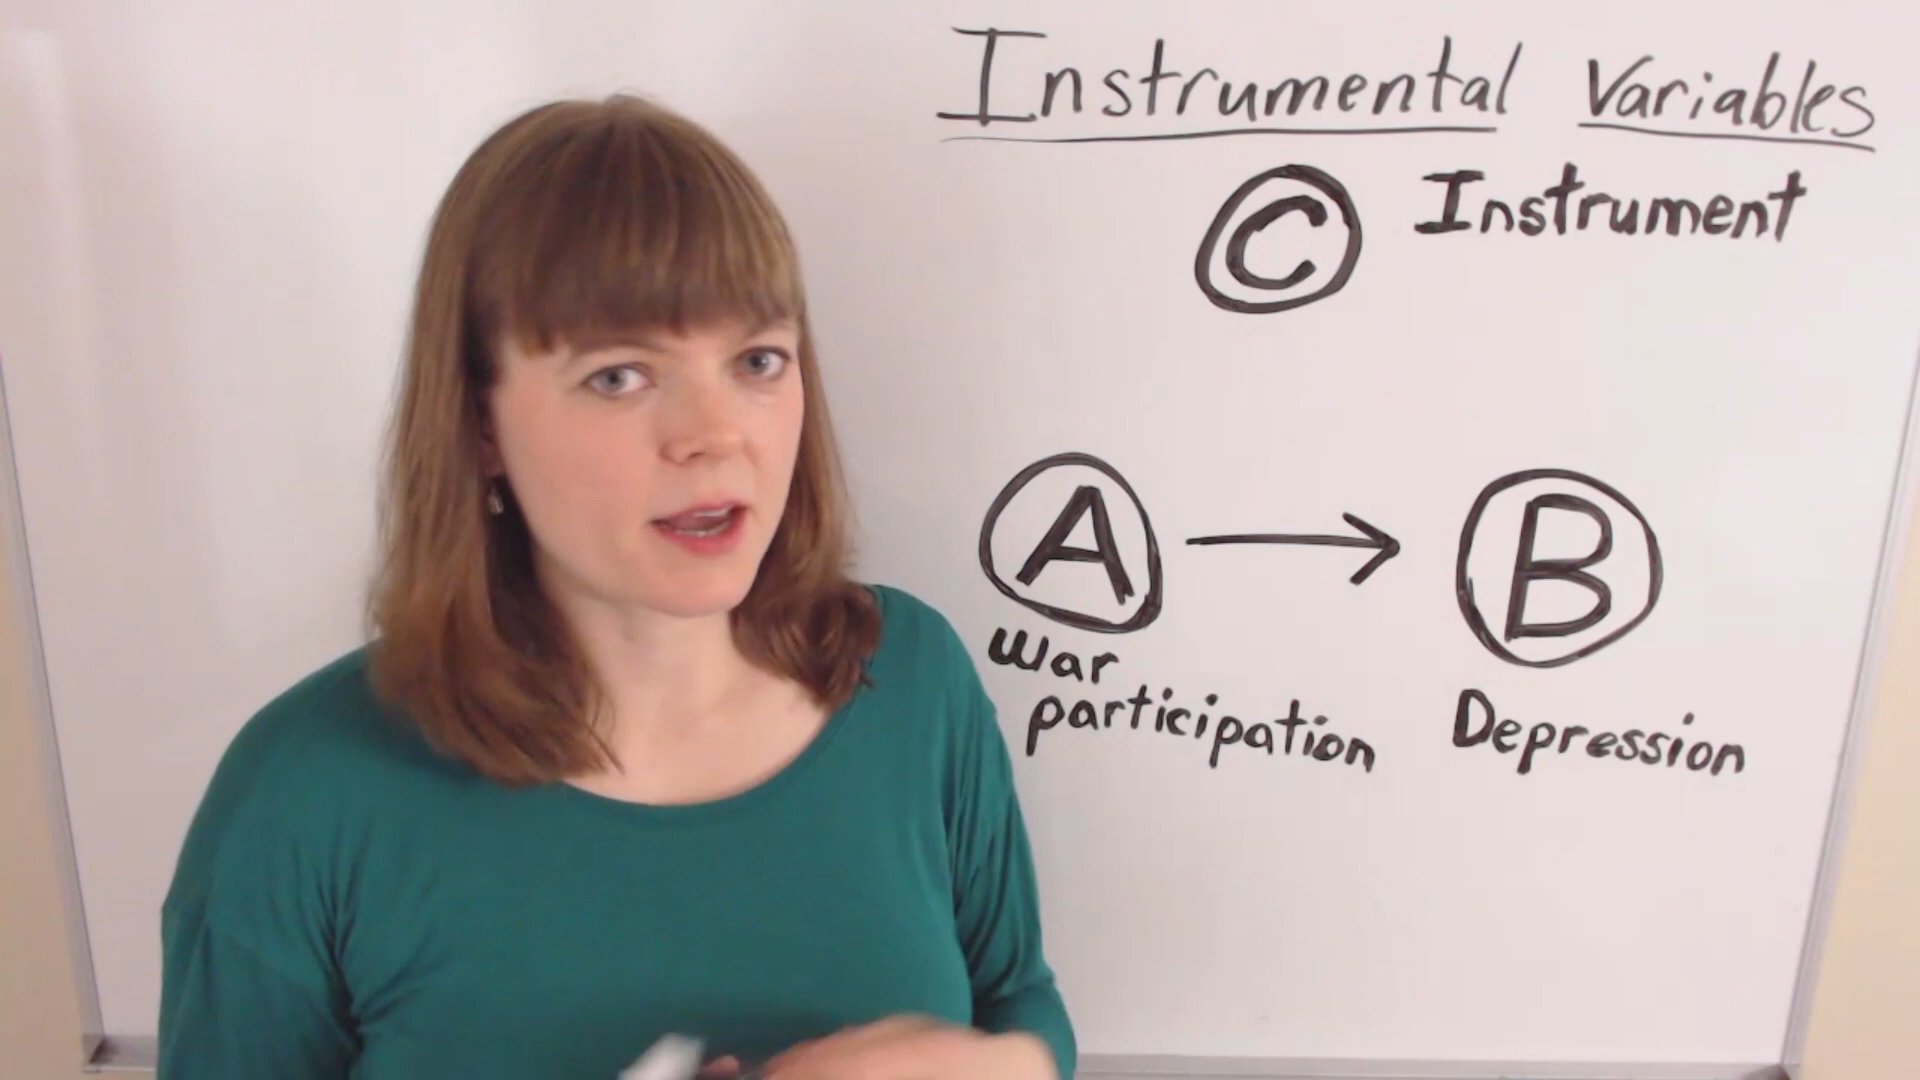 Instrumental Variables
C Instrument
A B
War
participation
Depression